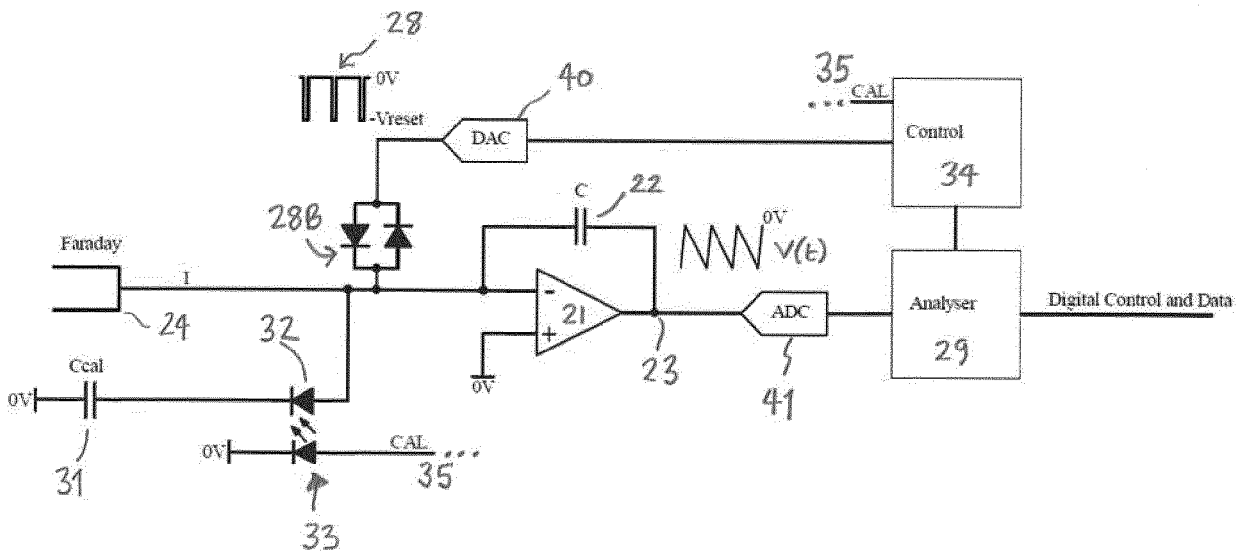 28
0V
-Vreset
40
DAC
35
... CAL
Control
34
28B
C
22
0V
V(t)
Faraday
I
24
-
21
+
0V
23
ADC
41
Analyser
29
Digital Control and Data
32
Ccal
0V
31
0V
CAL ...
35
33